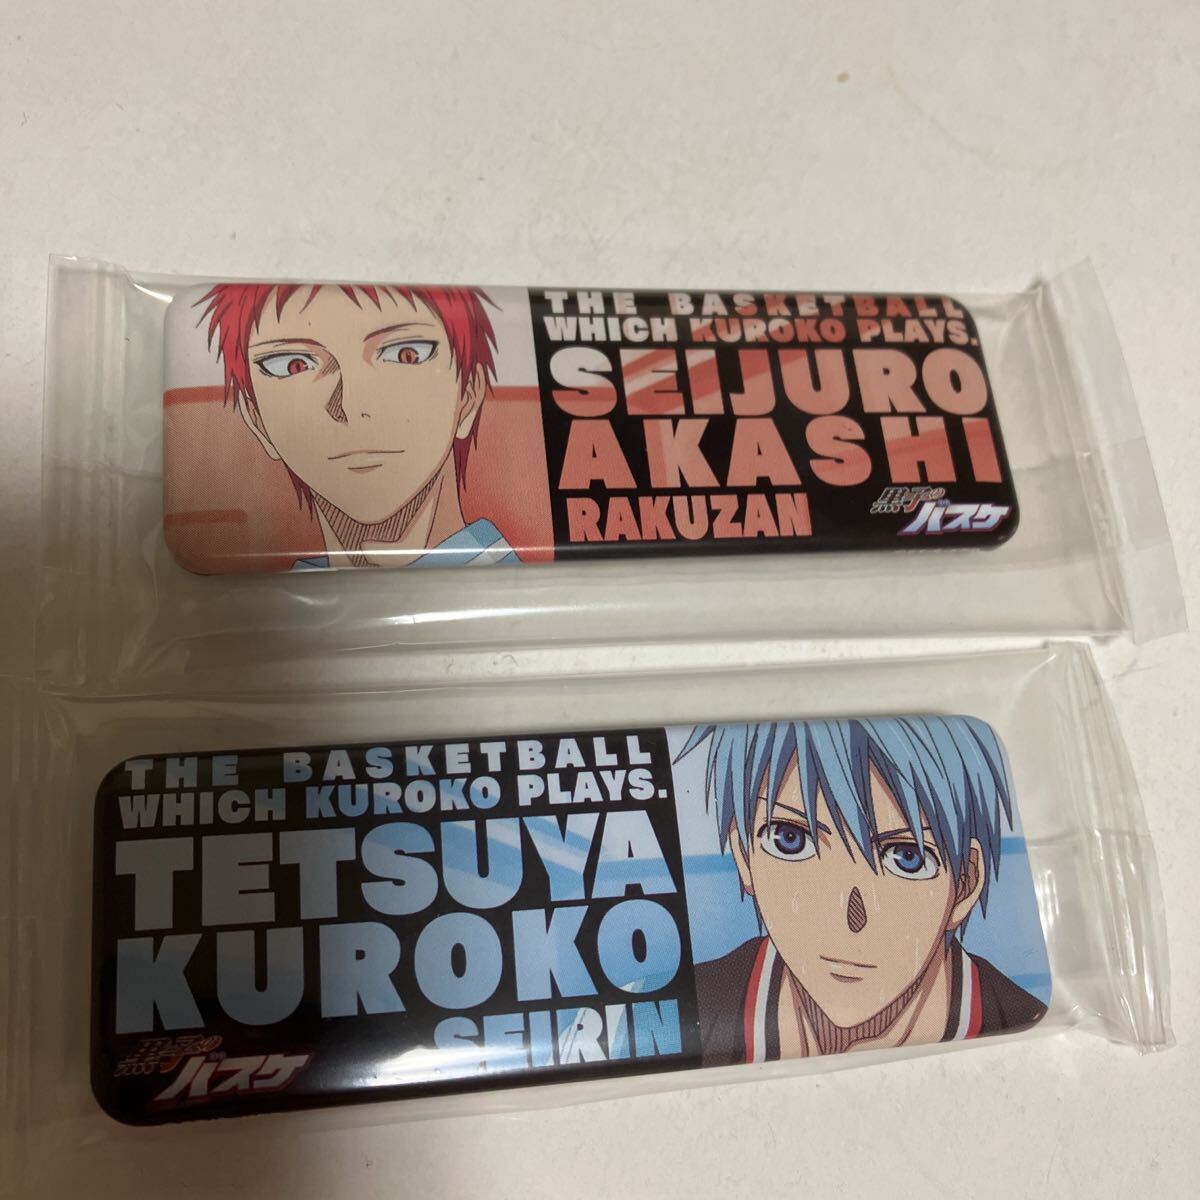 THE BASKETBALL
WHICH KUROKO PLAYS.
SEIJURO
AKASHI
RAKUZAN
黒子の
バスケ
THE BASKETBALL
WHICH KUROKO PLAYS.
TETSUYA
KUROKO
SEIRIN
黒子の
バスケ